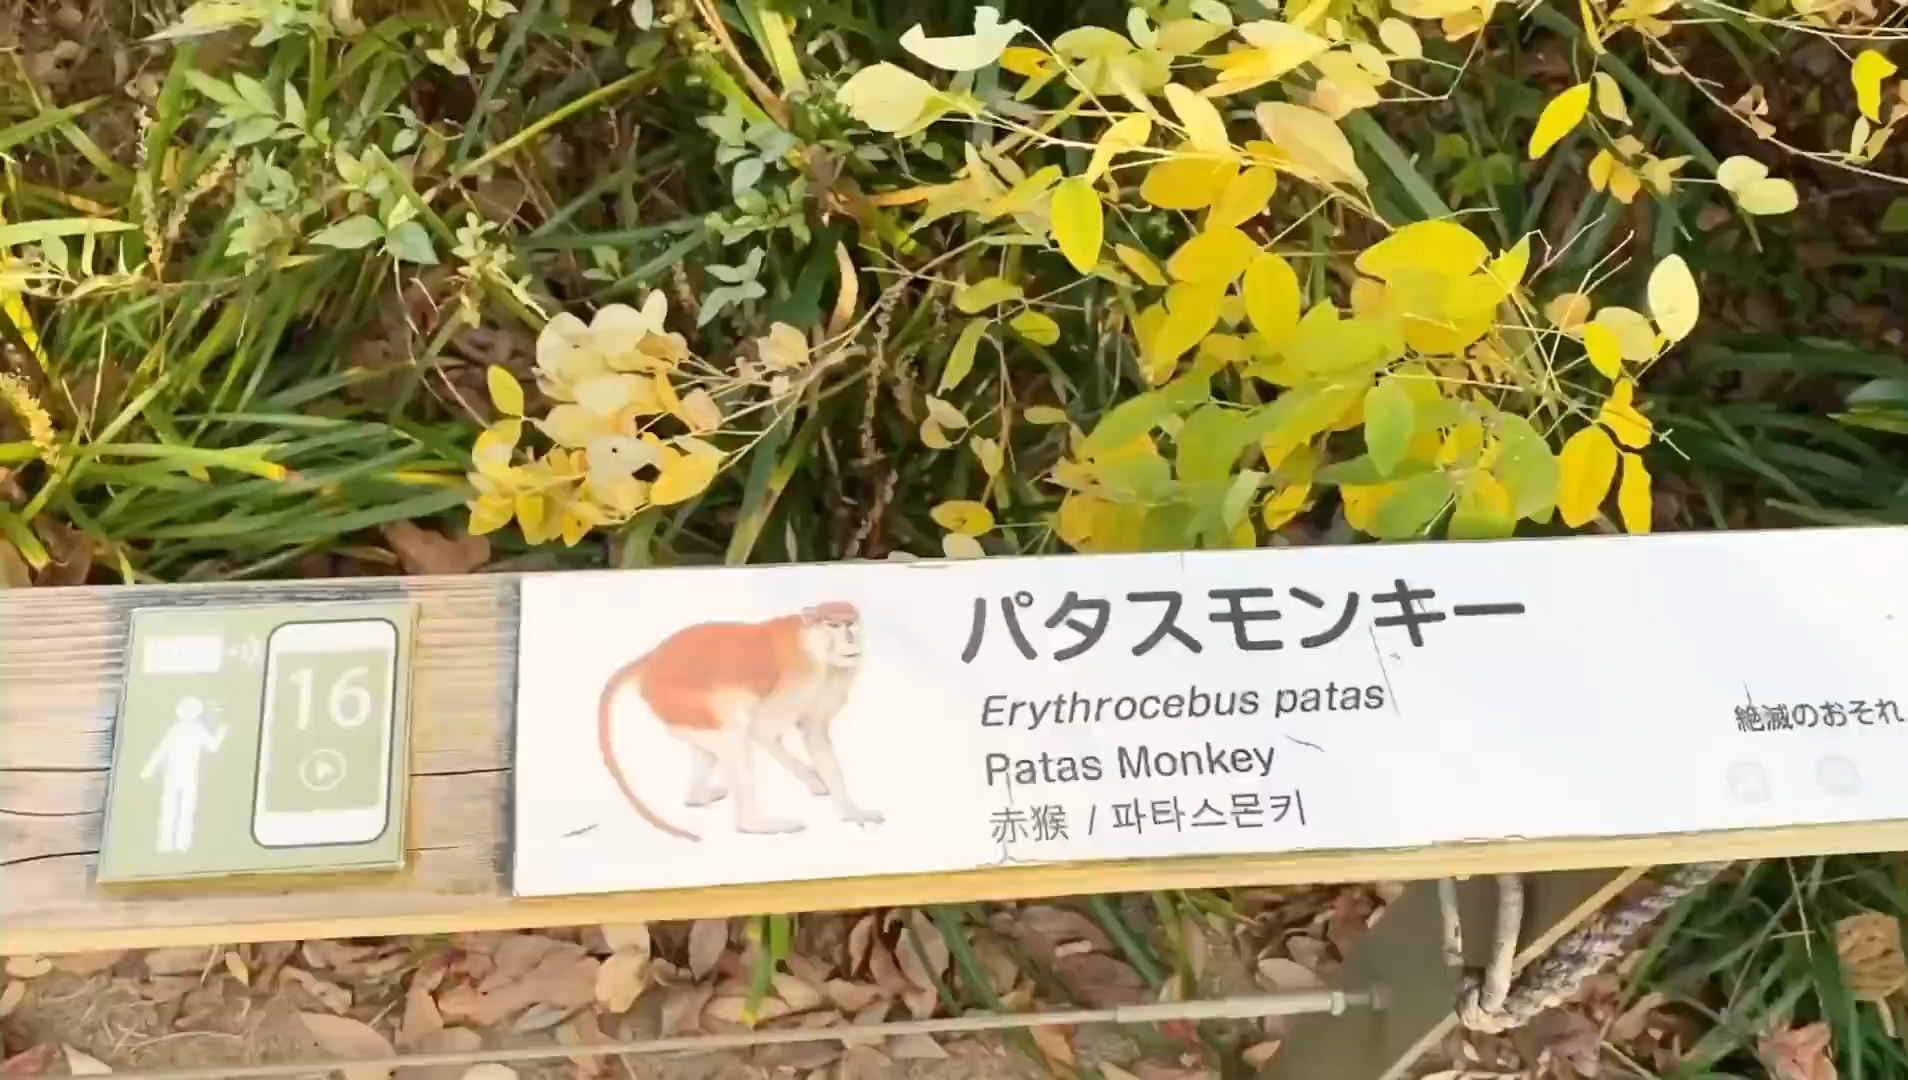 16
パタスモンキー
Erythrocebus patas
Patas Monkey
赤猴 / 파타스몬키
絶滅のおそれ